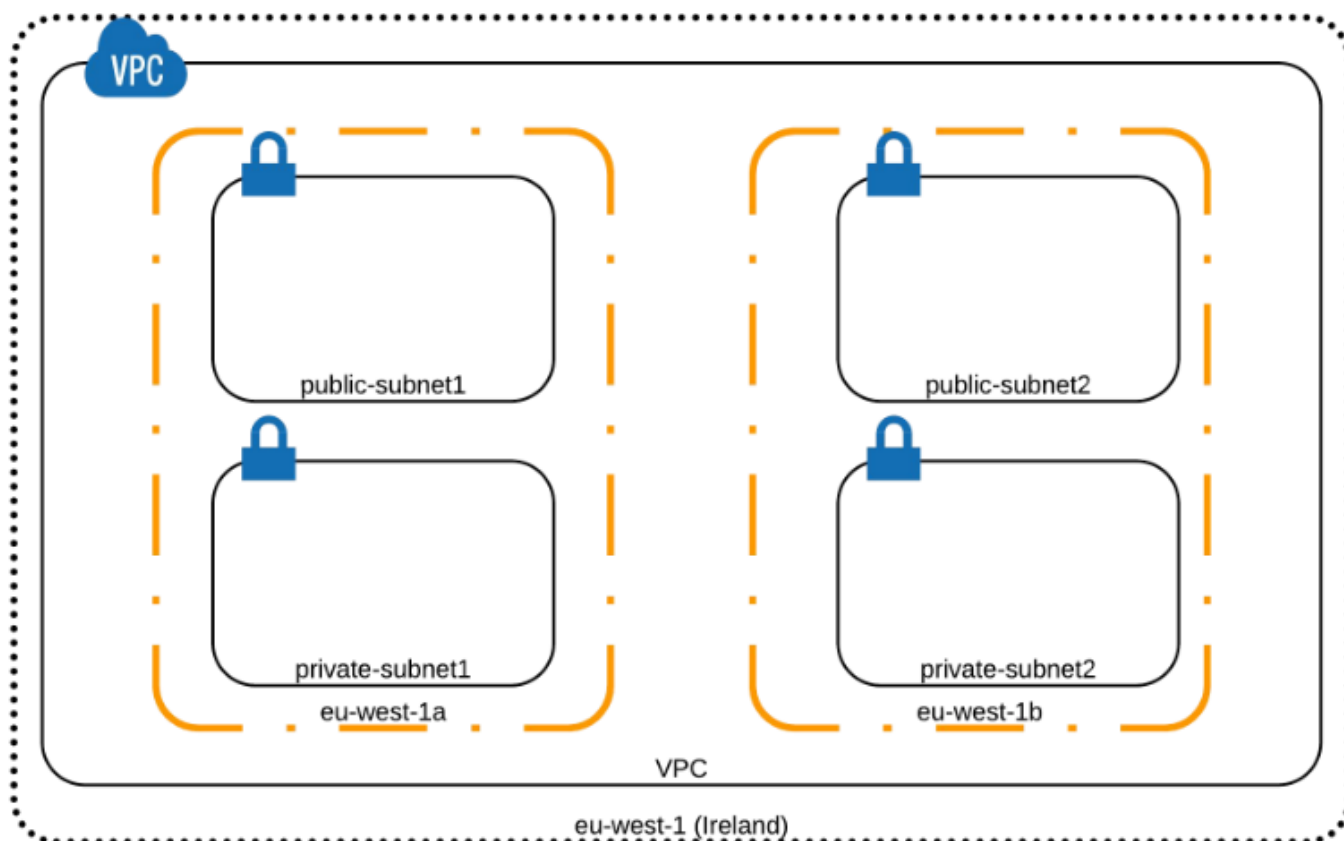 VPC
public-subnet1
public-subnet2
private-subnet1
private-subnet2
eu-west-1a
eu-west-1b
VPC
eu-west-1 (Ireland)